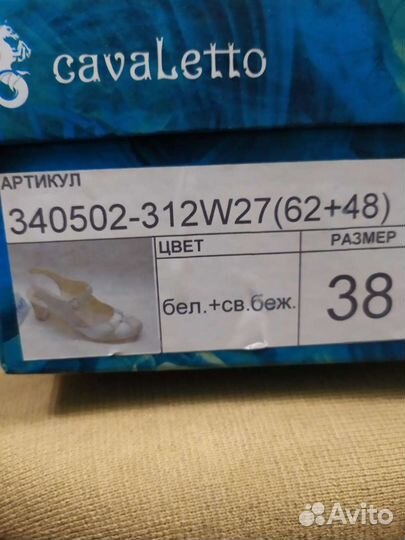 cavaLetto
АРТИКУЛ
340502-312W27(62+48)
ЦВЕТ
РАЗМЕР
бел.+св.беж.
38
Avito